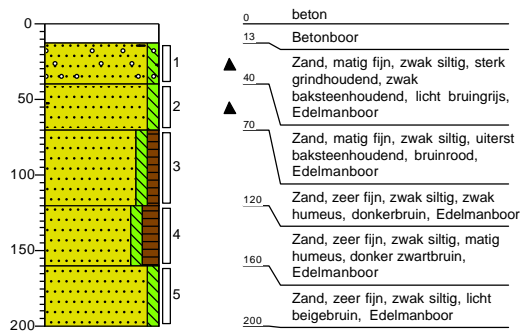 0
50
100
150
200
1
2
3
4
5
0
beton
13
Betonboor
40
Zand, matig fijn, zwak siltig, sterk
grindhoudend, zwak
baksteenhoudend, licht bruingrijs,
Edelmanboor
70
Zand, matig fijn, zwak siltig, uiterst
baksteenhoudend, bruinrood,
Edelmanboor
120
Zand, zeer fijn, zwak siltig, zwak
humeus, donkerbruin, Edelmanboor
160
Zand, zeer fijn, zwak siltig, matig
humeus, donker zwartbruin,
Edelmanboor
200
Zand, zeer fijn, zwak siltig, licht
beigebruin, Edelmanboor